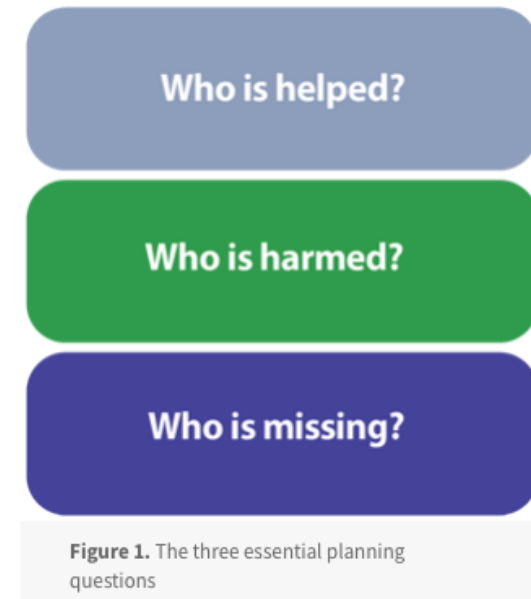 Who is helped?
Who is harmed?
Who is missing?
Figure 1. The three essential planning
questions